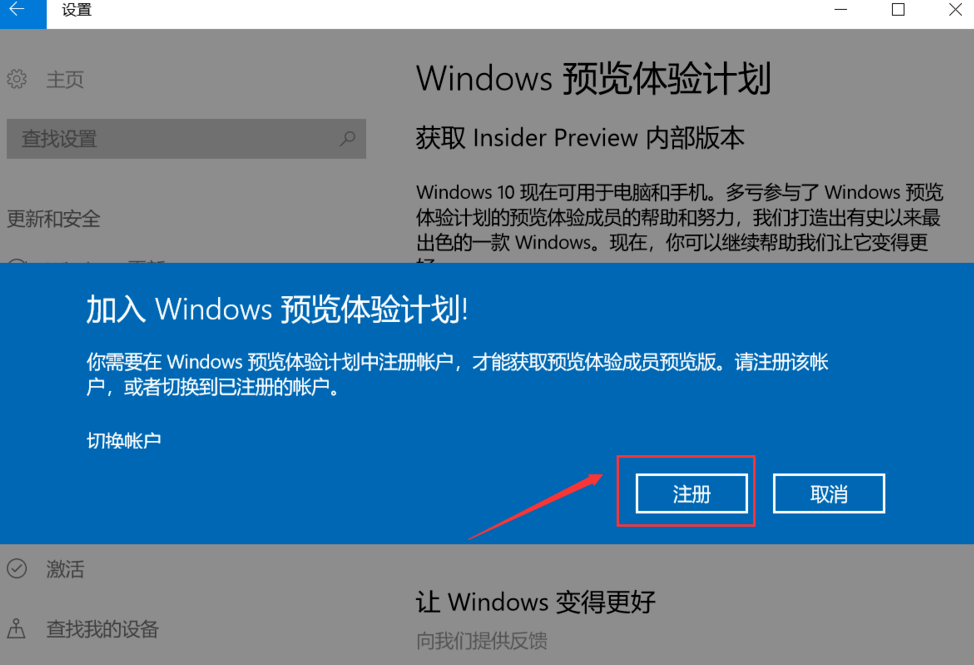 设置
主页
Windows 预览体验计划
获取 Insider Preview 内部版本
查找设置
Windows 10 现在可用于电脑和手机。多亏参与了 Windows 预览
体验计划的预览体验成员的帮助和努力，我们打造出有史以来最
出色的一款 Windows。现在，你可以继续帮助我们让它变得更
更新和安全
加入 Windows 预览体验计划!
你需要在 Windows 预览体验计划中注册帐户，才能获取预览体验成员预览版。请注册该帐
户，或者切换到已注册的帐户。
切换帐户
注册
取消
激活
查找我的设备
让 Windows 变得更好
向我们提供反馈